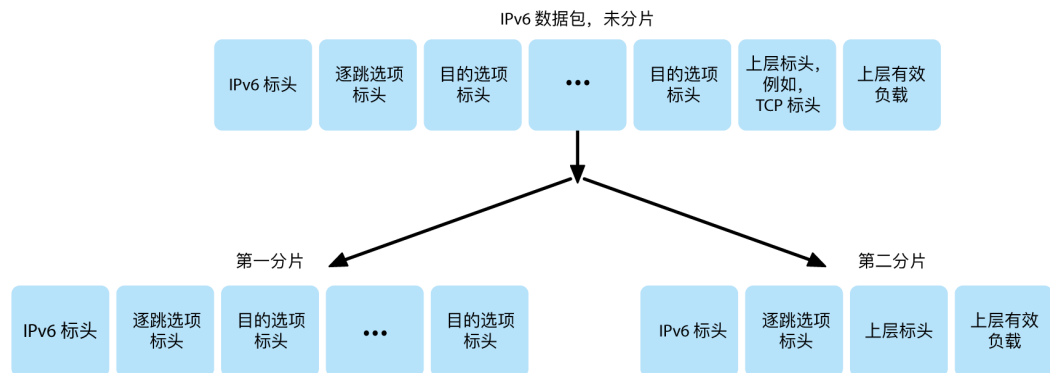 IPv6 数据包，未分片
IPv6 标头
逐跳选项
标头
目的选项
标头
•••
目的选项
标头
上层标头，
例如，
TCP 标头
上层有效
负载
第一分片
第二分片
IPv6 标头
逐跳选项
标头
目的选项
标头
•••
目的选项
标头
IPv6 标头
逐跳选项
标头
上层标头
上层有效
负载